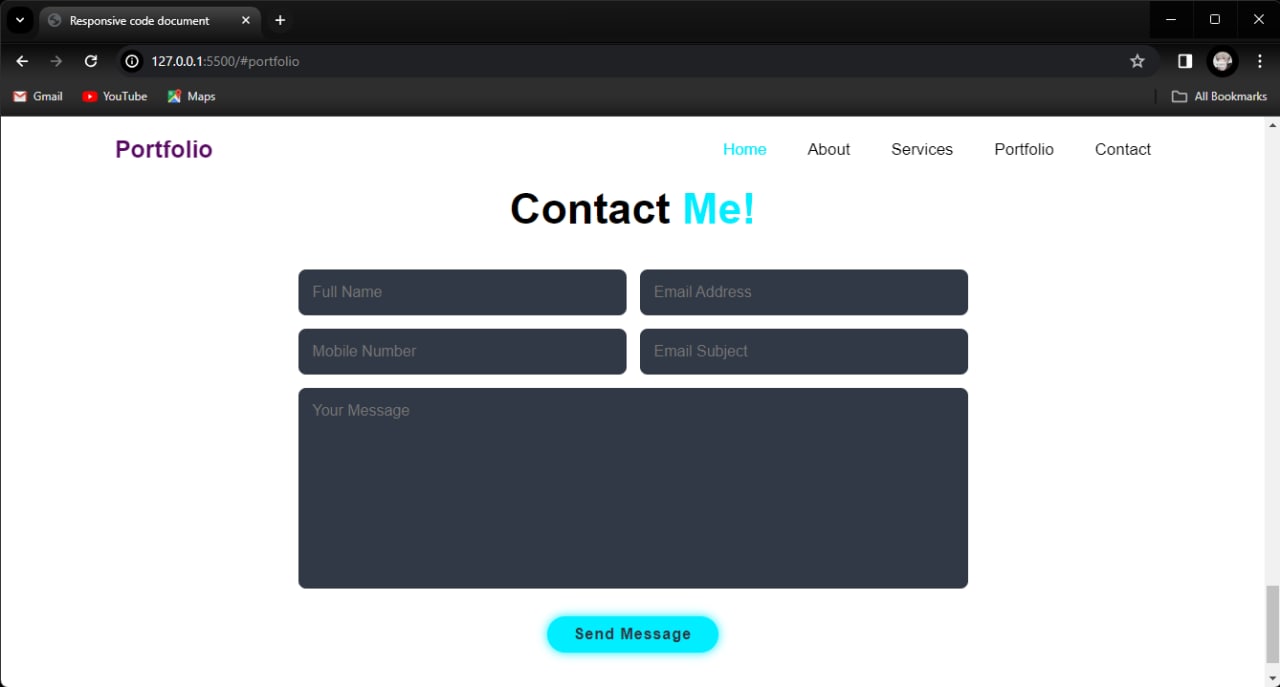 Responsive code document
127.0.0.1:5500/#portfolio
Gmail YouTube Maps All Bookmarks
Portfolio Home About Services Portfolio Contact
Contact Me!
Full Name Email Address
Mobile Number Email Subject
Your Message
Send Message